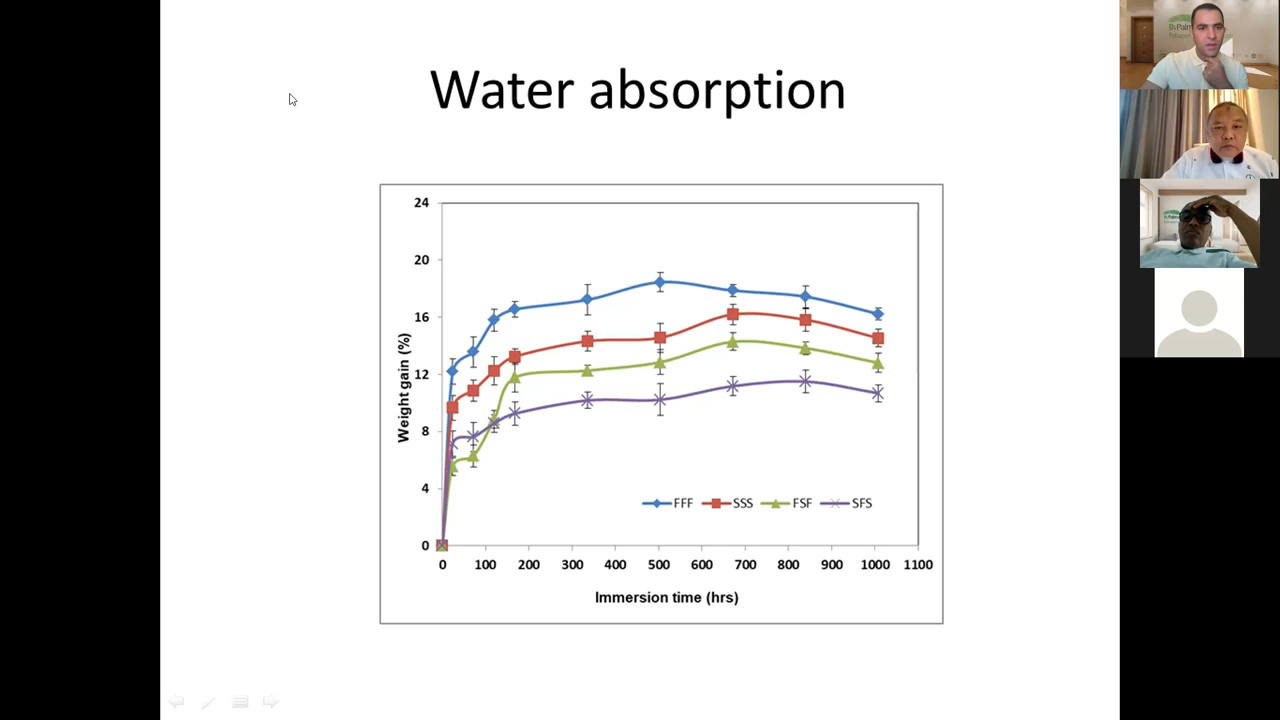 Water absorption
24
20
16
12
8
4
0
Weight gain (%)
FFF SSS FSF SFS
0 100 200 300 400 500 600 700 800 900 1000 1100
Immersion time (hrs)